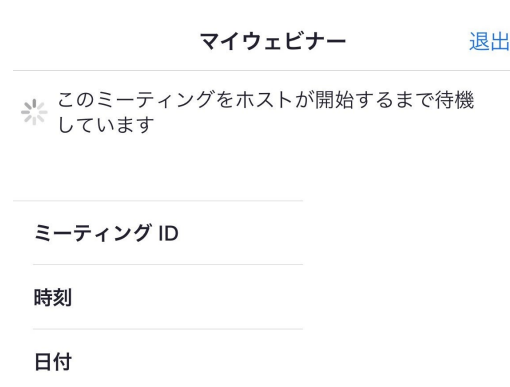 マイウェビナー 退出
このミーティングをホストが開始するまで待機
しています
ミーティング ID
時刻
日付